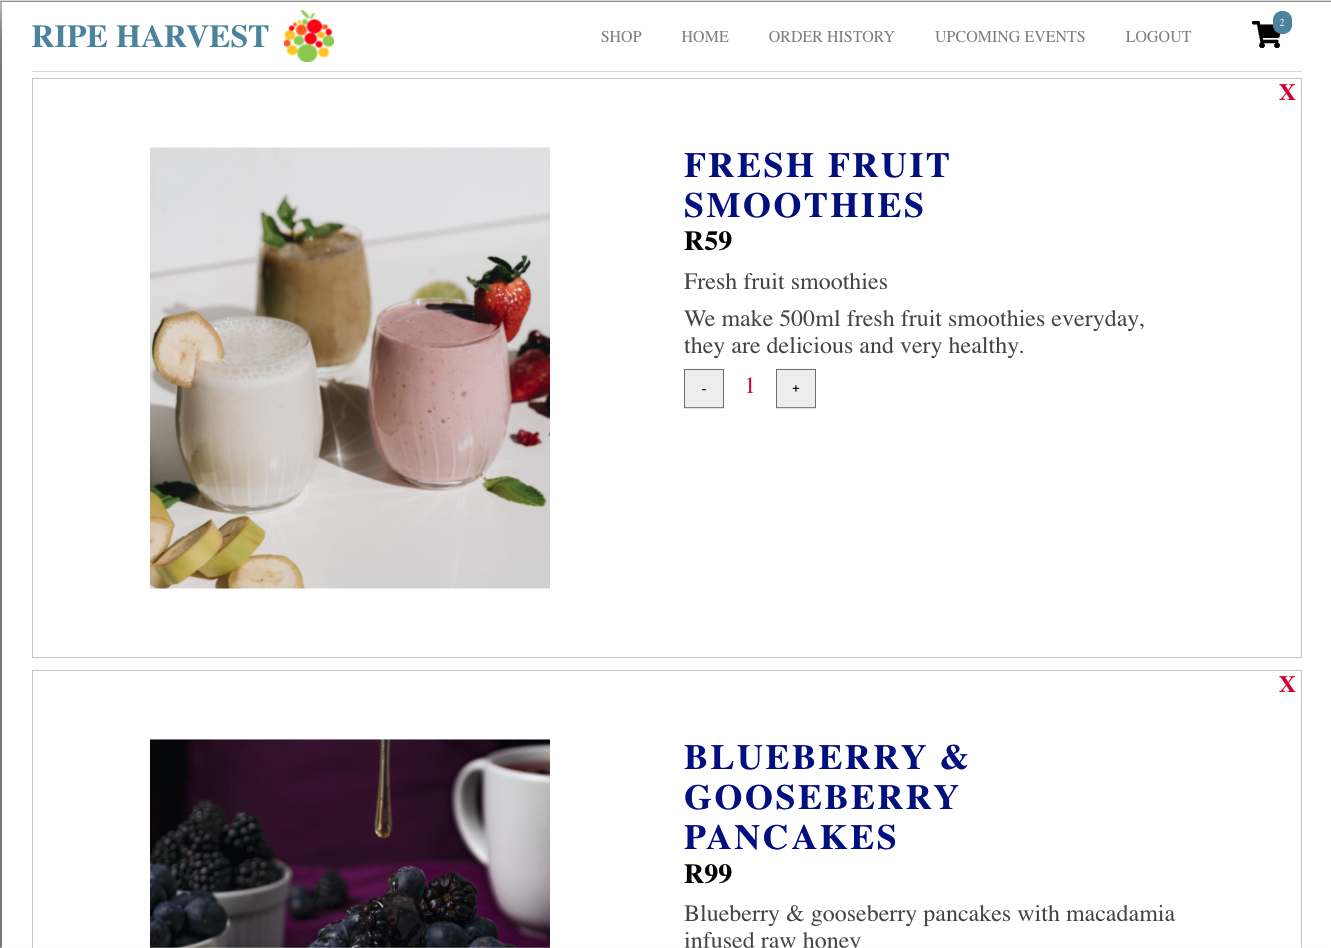 RIPE HARVEST
SHOP HOME ORDER HISTORY UPCOMING EVENTS LOGOUT 2
X
FRESH FRUIT
SMOOTHIES
R59
Fresh fruit smoothies
We make 500ml fresh fruit smoothies everyday,
they are delicious and very healthy.
- 1 +
X
BLUEBERRY &
GOOSEBERRY
PANCAKES
R99
Blueberry & gooseberry pancakes with macadamia
infused raw honey